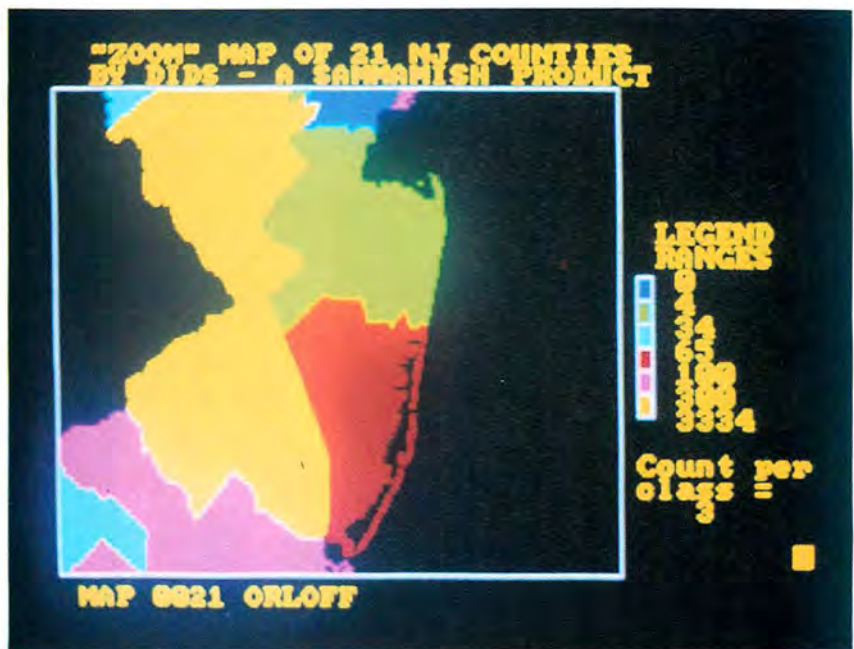 "ZOOM" MAP OF 21 NJ COUNTIES
BY DIDS - A SAMMAMISH PRODUCT
LEGEND
RANGES
0
4
34
65
100
300
3334
Count per
class =
3
MAP 0021 ORLOFF